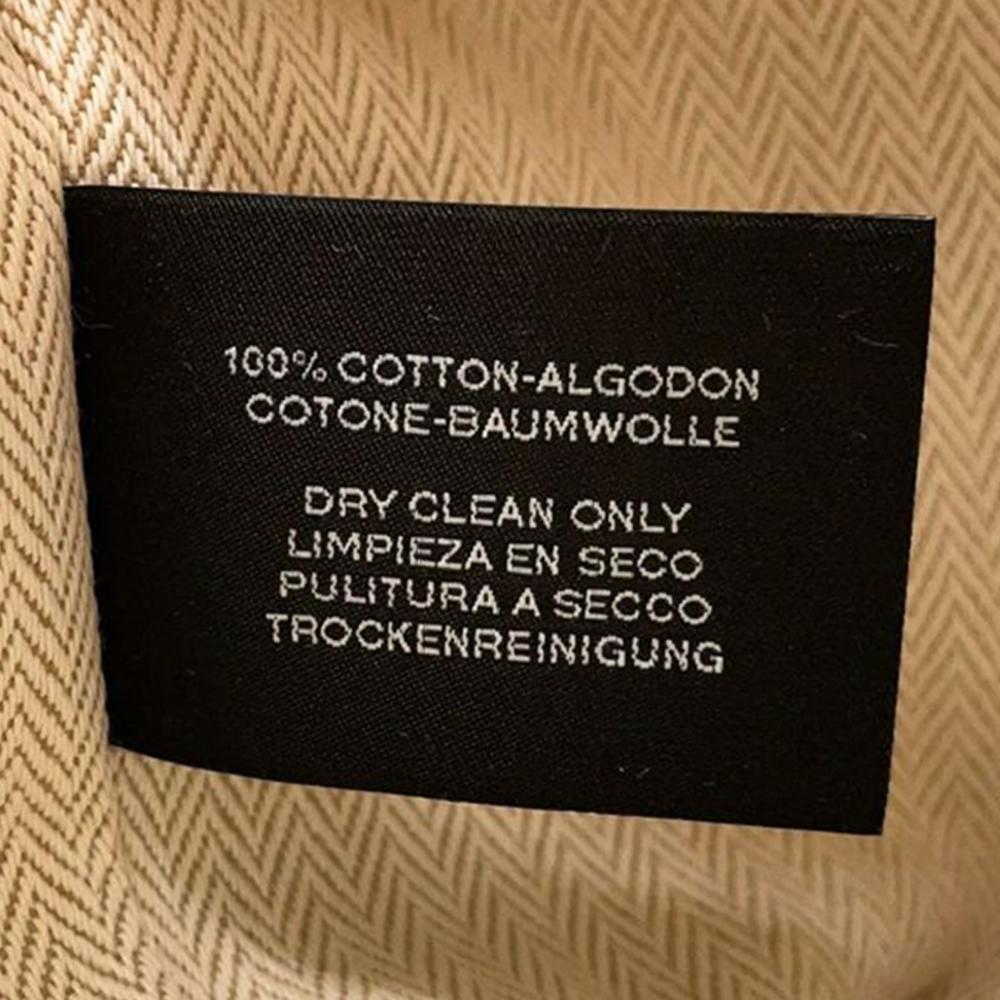 100% COTTON-ALGODON
COTONE-BAUMWOLLE
DRY CLEAN ONLY
LIMPIEZA EN SECO
PULITURA A SECCO
TROCKENREINIGUNG